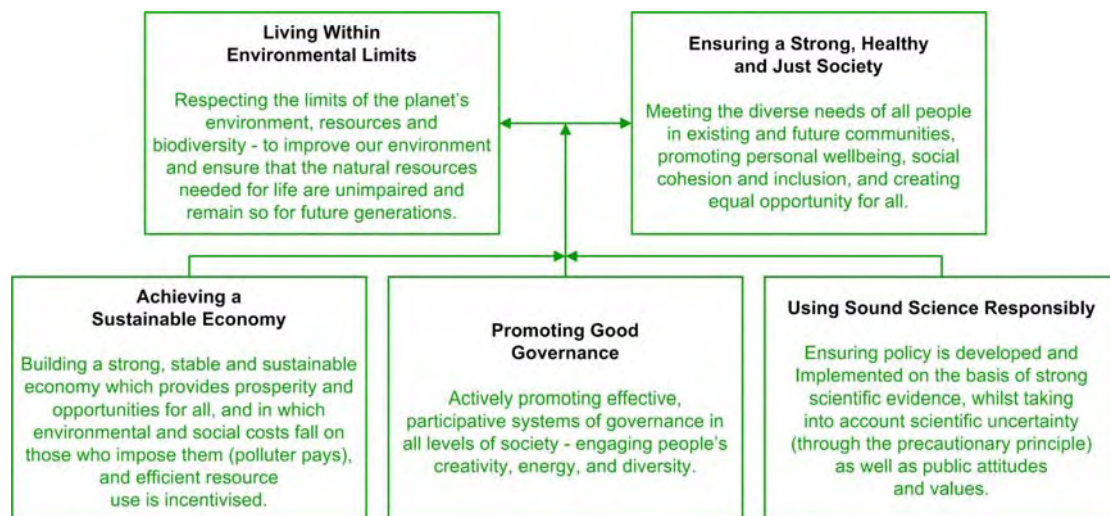 Living Within
Environmental Limits
Respecting the limits of the planet's
environment, resources and
biodiversity - to improve our environment
and ensure that the natural resources
needed for life are unimpaired and
remain so for future generations.
Ensuring a Strong, Healthy
and Just Society
Meeting the diverse needs of all people
in existing and future communities,
promoting personal wellbeing, social
cohesion and inclusion, and creating
equal opportunity for all.
Achieving a
Sustainable Economy
Building a strong, stable and sustainable
economy which provides prosperity and
opportunities for all, and in which
environmental and social costs fall on
those who impose them (polluter pays),
and efficient resource
use is incentivised.
Promoting Good
Governance
Actively promoting effective,
participative systems of governance in
all levels of society - engaging people's
creativity, energy, and diversity.
Using Sound Science Responsibly
Ensuring policy is developed and
Implemented on the basis of strong
scientific evidence, whilst taking
into account scientific uncertainty
(through the precautionary principle)
as well as public attitudes
and values.